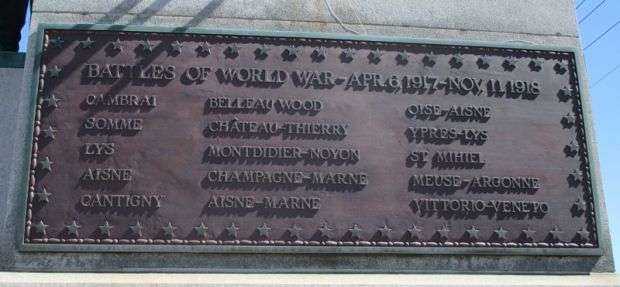 BATTLES OF WORLD WAR-APR.6,1917-NOV.11,1918
CAMBRAI
SOMME
LYS
AISNE
CANTIGNY
BELLEAU WOOD
CHÂTEAU-THIERRY
MONTDIDIER-NOYON
CHAMPAGNE-MARNE
AISNE-MARNE
OISE-AISNE
YPRES-LYS
ST MIHIEL
MEUSE-ARGONNE
VITTORIO-VENETO